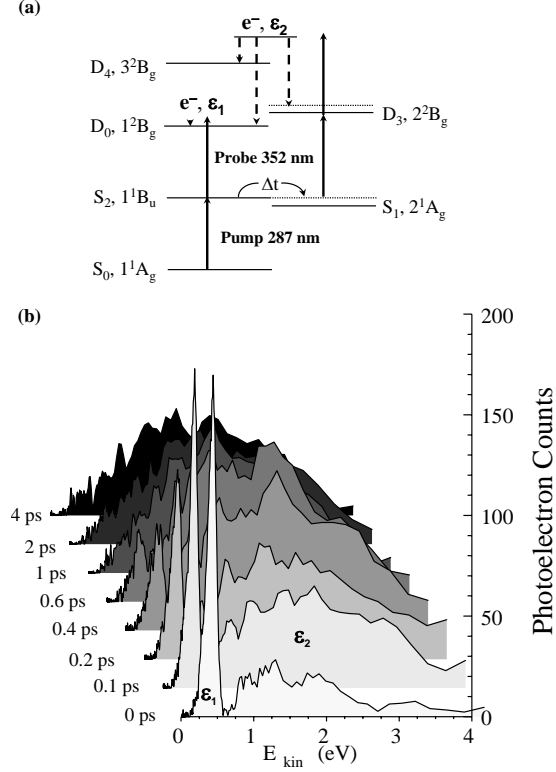 (a)
e⁻, ε₂
D₄, 3²B_g
e⁻, ε₁
D₀, 1²B_g
D₃, 2²B_g
Probe 352 nm
Δt
S₂, 1¹B_u
S₁, 2¹A_g
Pump 287 nm
S₀, 1¹A_g
(b)
200
150
100
50
0
Photoelectron Counts
4 ps
2 ps
1 ps
0.6 ps
0.4 ps
0.2 ps
0.1 ps
0 ps
ε₁
ε₂
0 1 2 3 4
E_kin (eV)